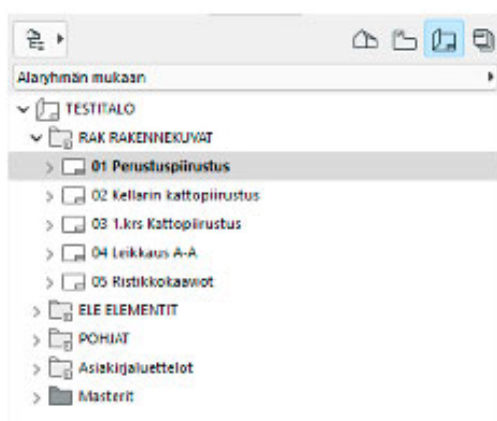 Alaryhmän mukaan
TESTITALO
RAK RAKENNEKUVAT
01 Perustuspiirustus
02 Kellarin kattopiirustus
03 1.krs Kattopiirustus
04 Leikkaus A-A
05 Ristikkokaaviot
ELE ELEMENTIT
POHJAT
Asiakirjaluettelot
Masterit